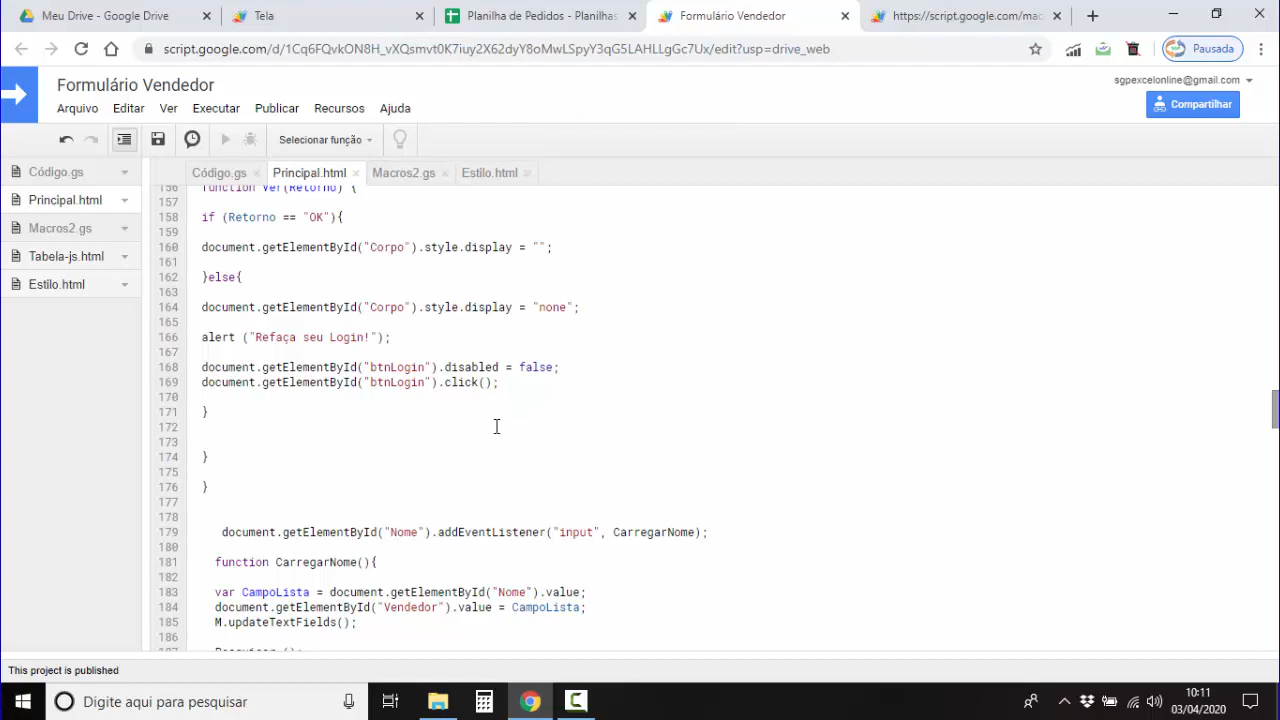 Meu Drive - Google Drive
Tela
Planilha de Pedidos - Planilhas
Formulário Vendedor
https://script.google.com/mac
script.google.com/d/1Cq6FQvkON8H_vXQsmvt0K7iuy2X62dyY8oMwLSpyY3qG5LAHLLgGc7Ux/edit?usp=drive_web
Pausada
Formulário Vendedor
sgpexcelonline@gmail.com
Arquivo Editar Ver Executar Publicar Recursos Ajuda
Compartilhar
Selecionar função
Código.gs
Principal.html
Macros2.gs
Tabela-js.html
Estilo.html
Código.gs Principal.html Macros2.gs Estilo.html
156 function Ver(Retorno) {
157
158 if (Retorno == "OK"){
159
160 document.getElementById("Corpo").style.display = "";
161
162 }else{
163
164 document.getElementById("Corpo").style.display = "none";
165
166 alert ("Refaça seu Login!");
167
168 document.getElementById("btnLogin").disabled = false;
169 document.getElementById("btnLogin").click();
170
171 }
172
173
174 }
175
176 }
177
178
179 document.getElementById("Nome").addEventListener("input", CarregarNome);
180
181 function CarregarNome(){
182
183 var CampoLista = document.getElementById("Nome").value;
184 document.getElementById("Vendedor").value = CampoLista;
185 M.updateTextFields();
186
This project is published
Digite aqui para pesquisar
10:11
03/04/2020